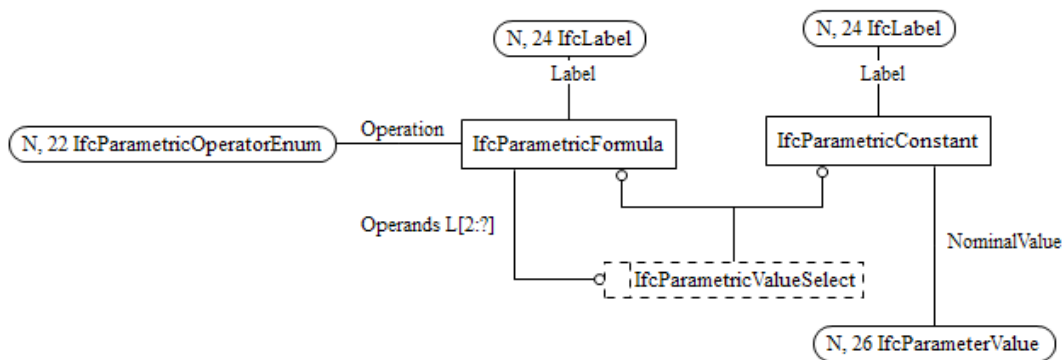 N, 24 IfcLabel
N, 24 IfcLabel
Label
Label
Operation
N, 22 IfcParametricOperatorEnum
IfcParametricFormula
IfcParametricConstant
Operands L[2:?]
NominalValue
IfcParametricValueSelect
N, 26 IfcParameterValue